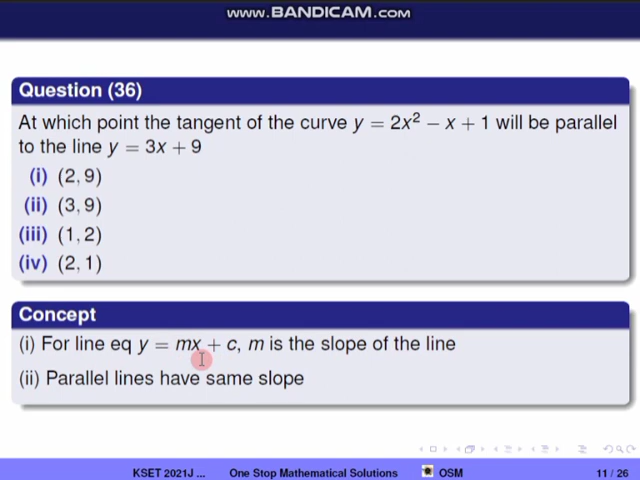 www.BANDICAM.com
Question (36)
At which point the tangent of the curve y = 2x² − x + 1 will be parallel
to the line y = 3x + 9
(i) (2, 9)
(ii) (3, 9)
(iii) (1, 2)
(iv) (2, 1)
Concept
(i) For line eq y = mx + c, m is the slope of the line
(ii) Parallel lines have same slope
KSET 2021J ... One Stop Mathematical Solutions OSM 11 / 26